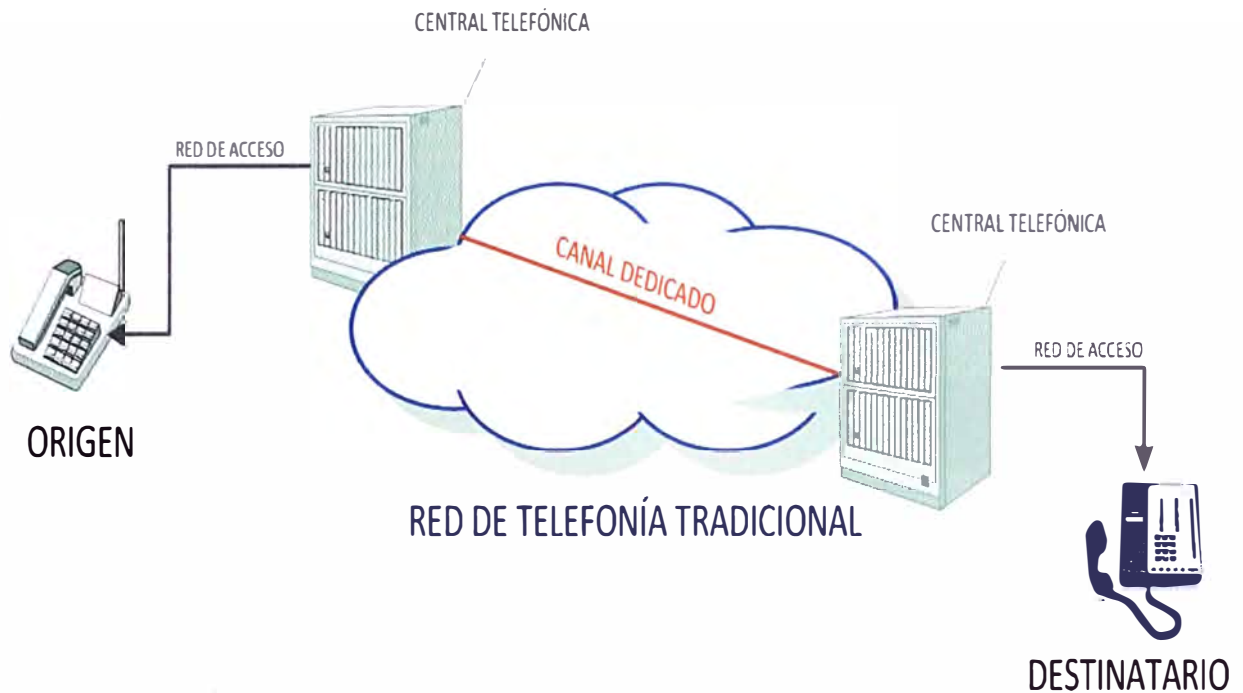 CENTRAL TELEFÓNICA
RED DE ACCESO
CENTRAL TELEFÓNICA
CANAL DEDICADO
RED DE ACCESO
ORIGEN
RED DE TELEFONÍA TRADICIONAL
DESTINATARIO